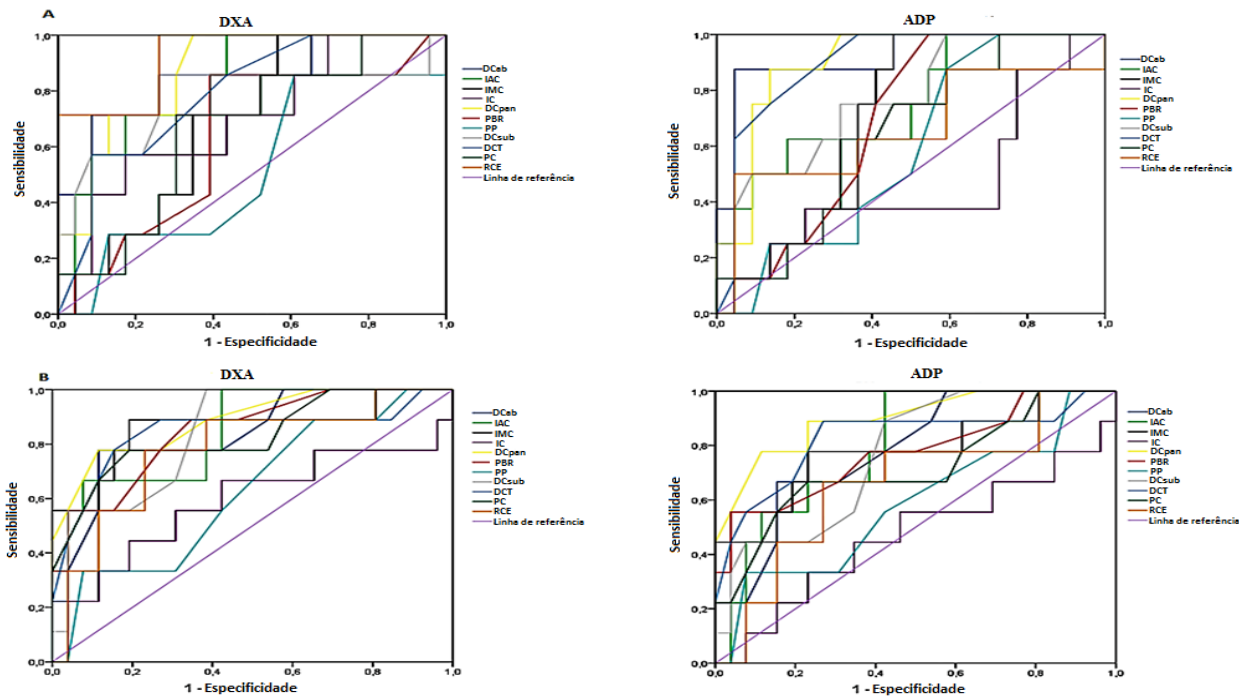 A
DXA
Sensibilidade
1,0
0,8
0,6
0,4
0,2
0,0
0,0 0,2 0,4 0,6 0,8 1,0
1 - Especificidade
DCab
IAC
IMC
IC
DCpan
PBR
PP
DCsub
DCT
PC
RCE
Linha de referência
ADP
Sensibilidade
1,0
0,8
0,6
0,4
0,2
0,0
0,0 0,2 0,4 0,6 0,8 1,0
1 - Especificidade
DCab
IAC
IMC
IC
DCpan
PBR
PP
DCsub
DCT
PC
RCE
Linha de referência
B
DXA
Sensibilidade
1,0
0,8
0,6
0,4
0,2
0,0
0,0 0,2 0,4 0,6 0,8 1,0
1 - Especificidade
DCab
IAC
IMC
IC
DCpan
PBR
PP
DCsub
DCT
PC
RCE
Linha de referência
ADP
Sensibilidade
1,0
0,8
0,6
0,4
0,2
0,0
0,0 0,2 0,4 0,6 0,8 1,0
1 - Especificidade
DCab
IAC
IMC
IC
DCpan
PBR
PP
DCsub
DCT
PC
RCE
Linha de referência